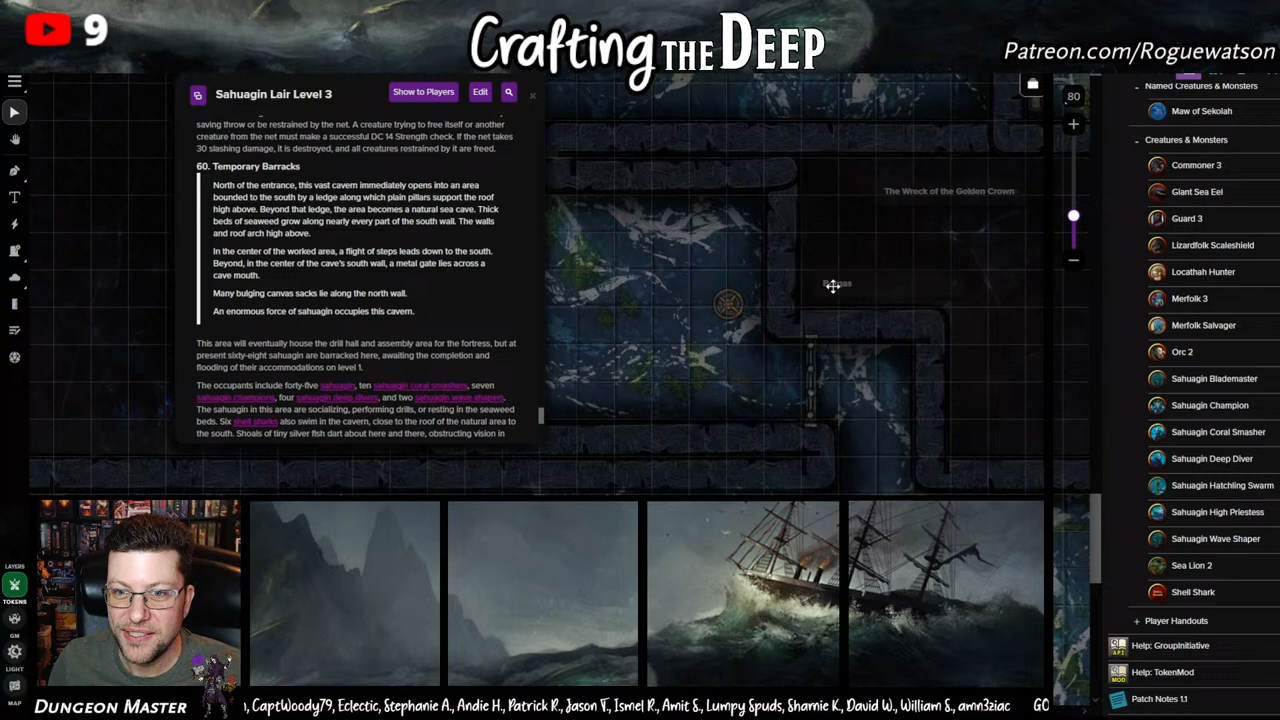 9
Crafting THE DEEP
Patreon.com/Roguewatson
Sahuagin Lair Level 3
Show to Players
Edit
saving throw or be restrained by the net. A creature trying to free itself or another
creature from the net must make a successful DC 14 Strength check. If the net takes
30 slashing damage, it is destroyed, and all creatures restrained by it are freed.
60. Temporary Barracks
North of the entrance, this vast cavern immediately opens into an area
bounded to the south by a ledge along which plain pillars support the roof
high above. Beyond that ledge, the area becomes a natural sea cave. Thick
beds of seaweed grow along nearly every part of the south wall. The walls
and roof arch high above.
In the center of the worked area, a flight of steps leads down to the south.
Beyond, in the center of the cave's south wall, a metal gate lies across a
cave mouth.
Many bulging canvas sacks lie along the north wall.
An enormous force of sahuagin occupies this cavern.
This area will eventually house the drill hall and assembly area for the fortress, but at
present sixty-eight sahuagin are barracked here, awaiting the completion and
flooding of their accommodations on level 1.
The occupants include forty-five sahuagin, ten sahuagin coral smashers, seven
sahuagin champions, four sahuagin deep divers, and two sahuagin wave shapers.
The sahuagin in this area are socializing, performing drills, or resting in the seaweed
beds. Six shell sharks also swim in the cavern, close to the roof of the natural area to
the south. Shoals of tiny silver fish dart about here and there, obstructing vision in
The Wreck of the Golden Crown
80
Named Creatures & Monsters
Maw of Sekolah
Creatures & Monsters
Commoner 3
Giant Sea Eel
Guard 3
Lizardfolk Scaleshield
Locathah Hunter
Merfolk 3
Merfolk Salvager
Orc 2
Sahuagin Blademaster
Sahuagin Champion
Sahuagin Coral Smasher
Sahuagin Deep Diver
Sahuagin Hatchling Swarm
Sahuagin High Priestess
Sahuagin Wave Shaper
Sea Lion 2
Shell Shark
Player Handouts
API
Help: GroupInitiative
MOD
Help: TokenMod
Patch Notes 1.1
LAYERS
TOKENS
GM
LIGHT
MAP
DUNGEON MASTER
, CaptWoody79, Eclectic, Stephanie A., Andie H., Patrick R., Jason T., Ismel R., Amit S., Lumpy Spuds, Sharnie K., David W., William S., amn3ziac GO